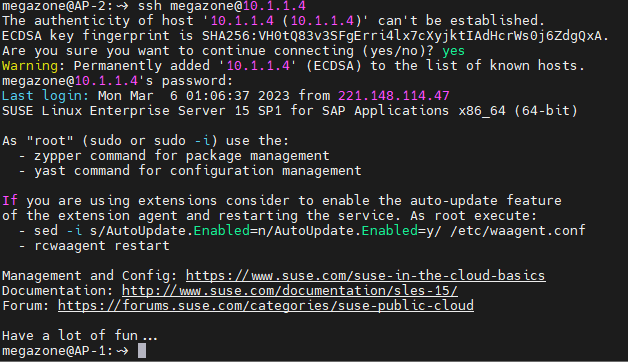 megazone@AP-2:~> ssh megazone@10.1.1.4
The authenticity of host '10.1.1.4 (10.1.1.4)' can't be established.
ECDSA key fingerprint is SHA256:VH0tQ83v3SFgErri4lx7cXyjktIAdHcrWs0j6ZdgQxA.
Are you sure you want to continue connecting (yes/no)? yes
Warning: Permanently added '10.1.1.4' (ECDSA) to the list of known hosts.
megazone@10.1.1.4's password:
Last login: Mon Mar  6 01:06:37 2023 from 221.148.114.47
SUSE Linux Enterprise Server 15 SP1 for SAP Applications x86_64 (64-bit)
As "root" (sudo or sudo -i) use the:
- zypper command for package management
- yast command for configuration management
If you are using extensions consider to enable the auto-update feature
of the extension agent and restarting the service. As root execute:
- sed -i s/AutoUpdate.Enabled=n/AutoUpdate.Enabled=y/ /etc/waagent.conf
- rcwaagent restart
Management and Config: https://www.suse.com/suse-in-the-cloud-basics
Documentation: http://www.suse.com/documentation/sles-15/
Forum: https://forums.suse.com/categories/suse-public-cloud
Have a lot of fun...
megazone@AP-1:~>